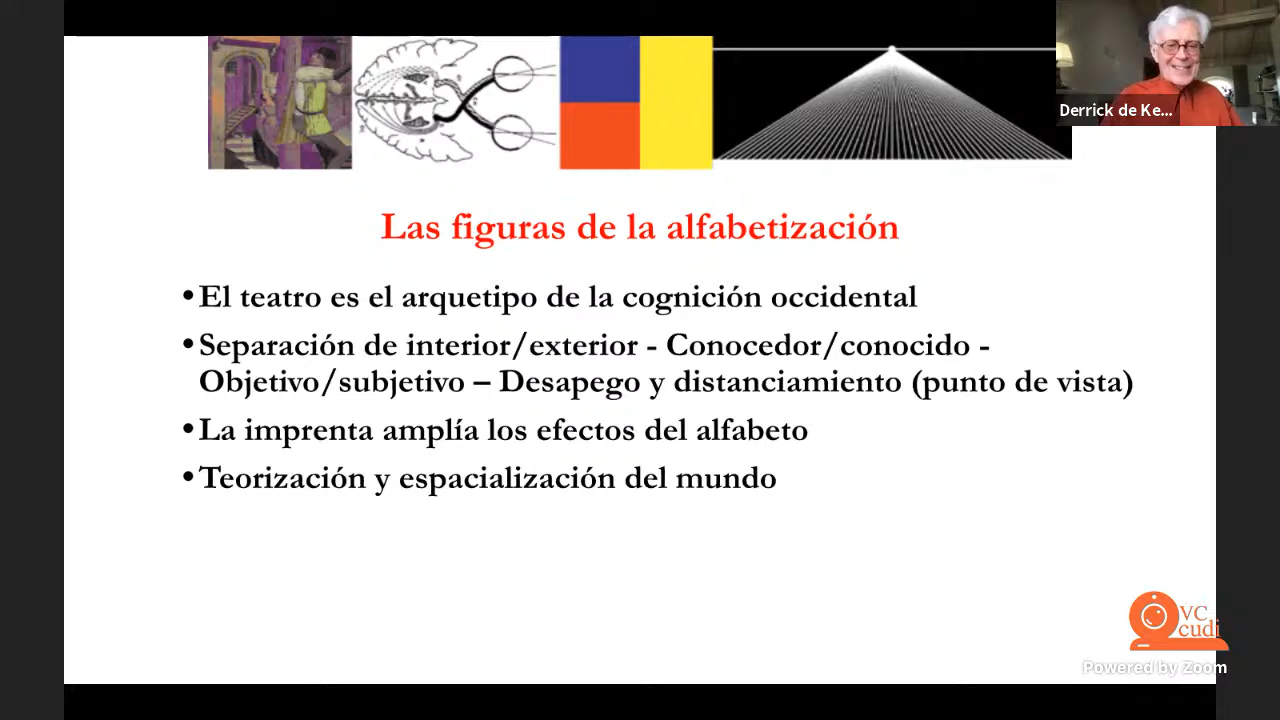 Derrick de Ke...
Las figuras de la alfabetización
•El teatro es el arquetipo de la cognición occidental
•Separación de interior/exterior - Conocedor/conocido -
Objetivo/subjetivo – Desapego y distanciamiento (punto de vista)
•La imprenta amplía los efectos del alfabeto
•Teorización y espacialización del mundo
VC
cudi
Powered by Zoom